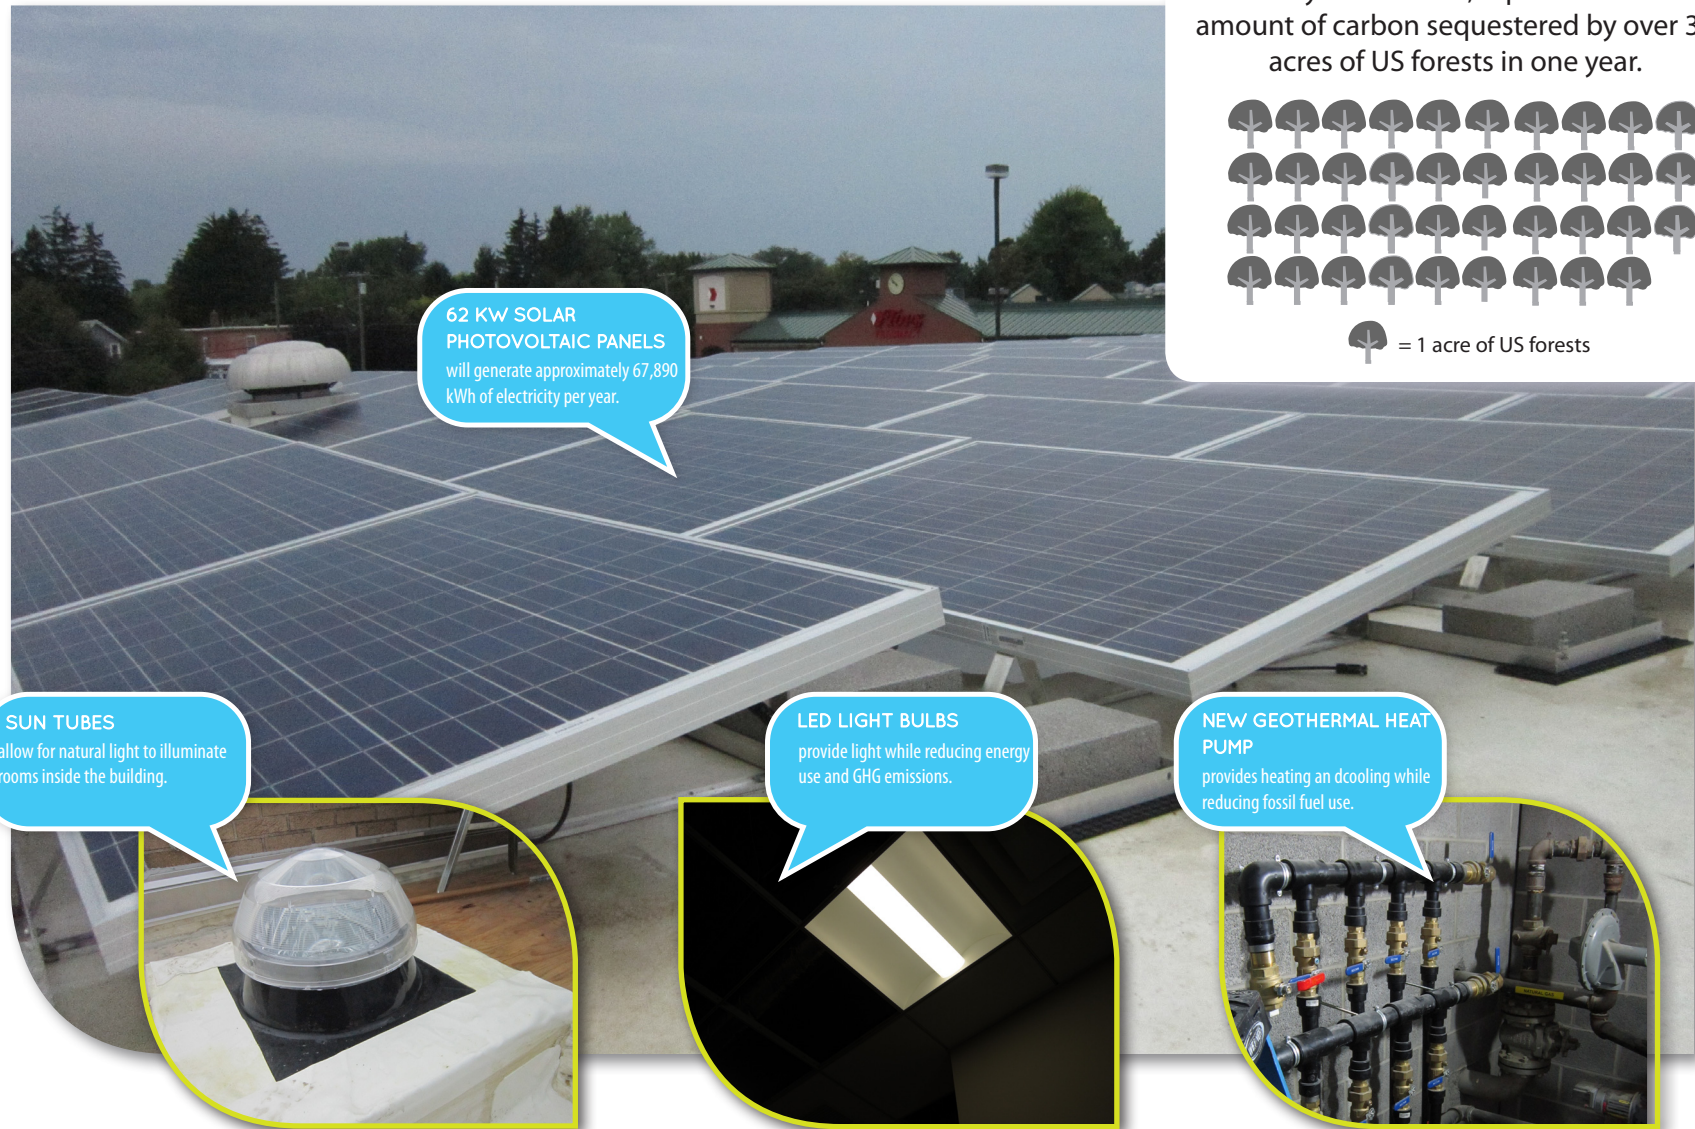 amount of carbon sequestered by over 3
acres of US forests in one year.
= 1 acre of US forests
62 KW SOLAR
PHOTOVOLTAIC PANELS
will generate approximately 67,890
kWh of electricity per year.
SUN TUBES
allow for natural light to illuminate
rooms inside the building.
LED LIGHT BULBS
provide light while reducing energy
use and GHG emissions.
NEW GEOTHERMAL HEAT
PUMP
provides heating an dcooling while
reducing fossil fuel use.
NATURAL GAS